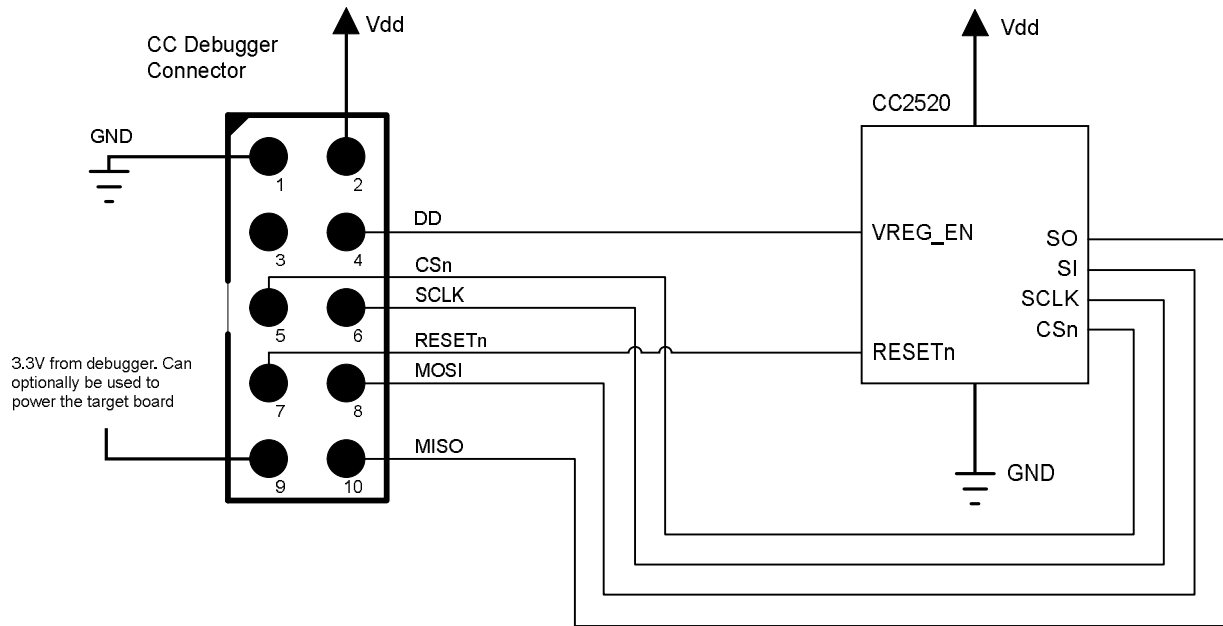 Vdd
Vdd
CC Debugger
Connector
CC2520
GND
1
2
DD
VREG_EN
SO
3
4
CSn
SI
SCLK
SCLK
5
6
CSn
RESETn
RESETn
3.3V from debugger. Can
optionally be used to
power the target board
MOSI
7
8
MISO
GND
9
10